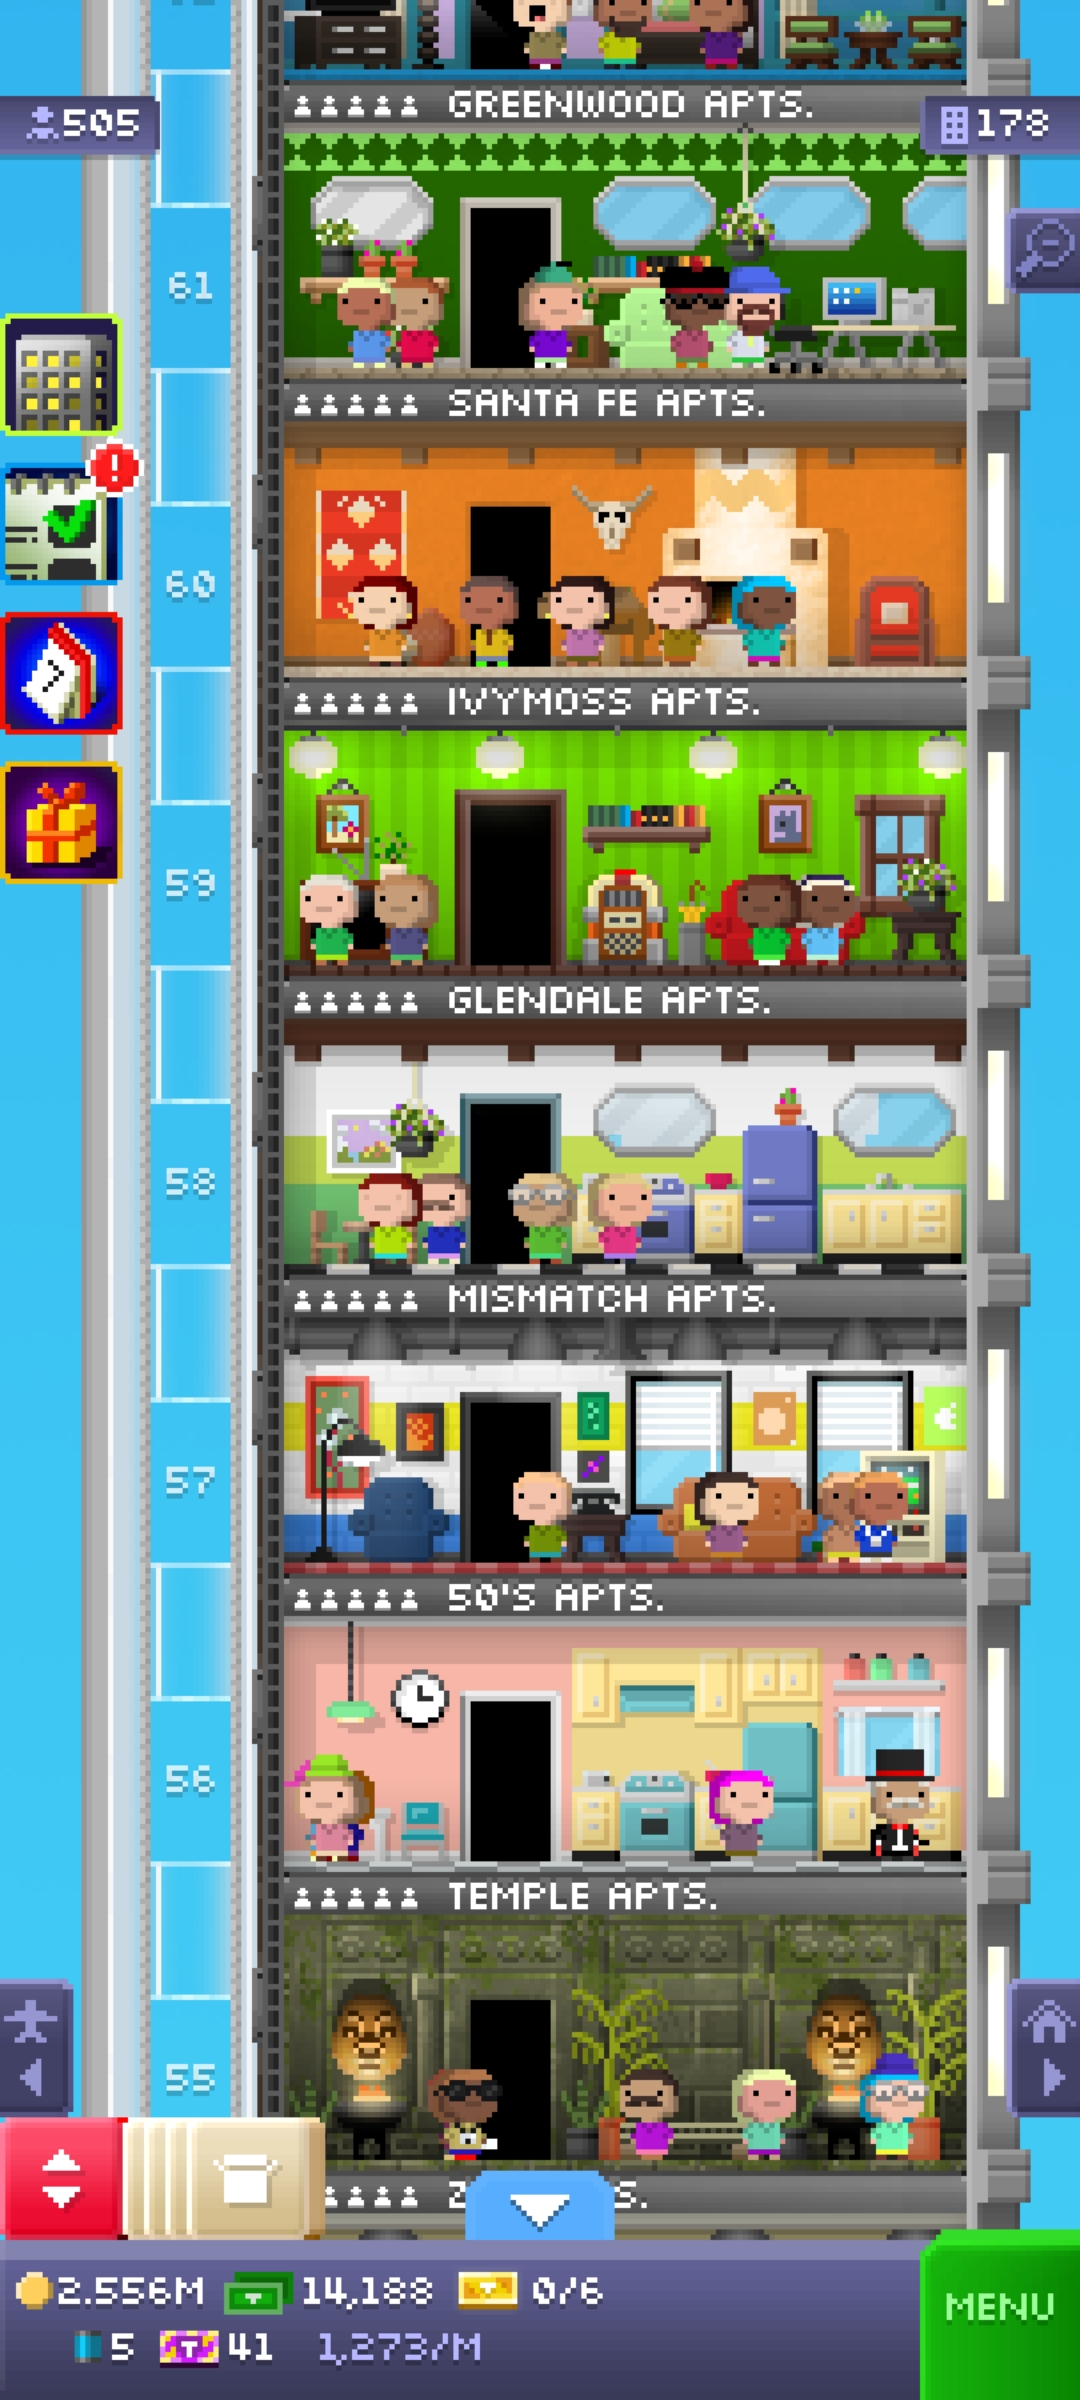 GREENWOOD APTS.
505
178
61
SANTA FE APTS.
60
IVYMOSS APTS.
59
GLENDALE APTS.
58
MISMATCH APTS.
57
50'S APTS.
56
TEMPLE APTS.
55
2.556M 14,188 0/6
5 41 1,273/M
MENU